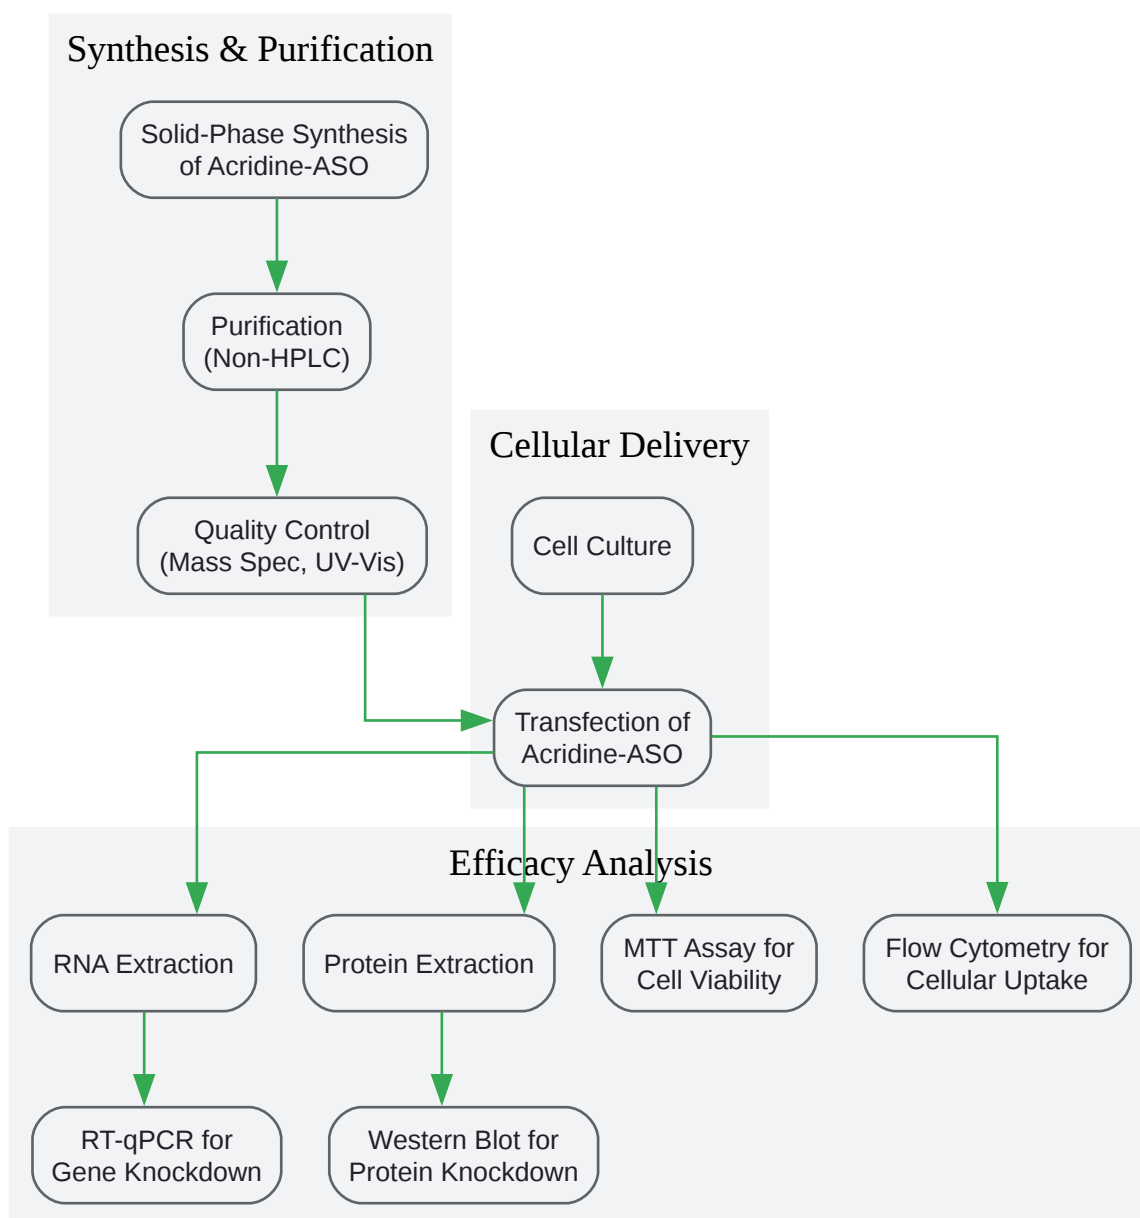 Synthesis & Purification
Solid-Phase Synthesis
of Acridine-ASO
Purification
(Non-HPLC)
Quality Control
(Mass Spec, UV-Vis)
Cellular Delivery
Cell Culture
Transfection of
Acridine-ASO
Efficacy Analysis
RNA Extraction
Protein Extraction
MTT Assay for
Cell Viability
Flow Cytometry for
Cellular Uptake
RT-qPCR for
Gene Knockdown
Western Blot for
Protein Knockdown